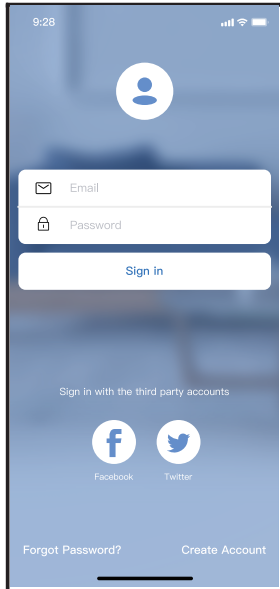 9:28
Email
Password
Sign in
Sign in with the third party accounts
Facebook Twitter
Forgot Password? Create Account